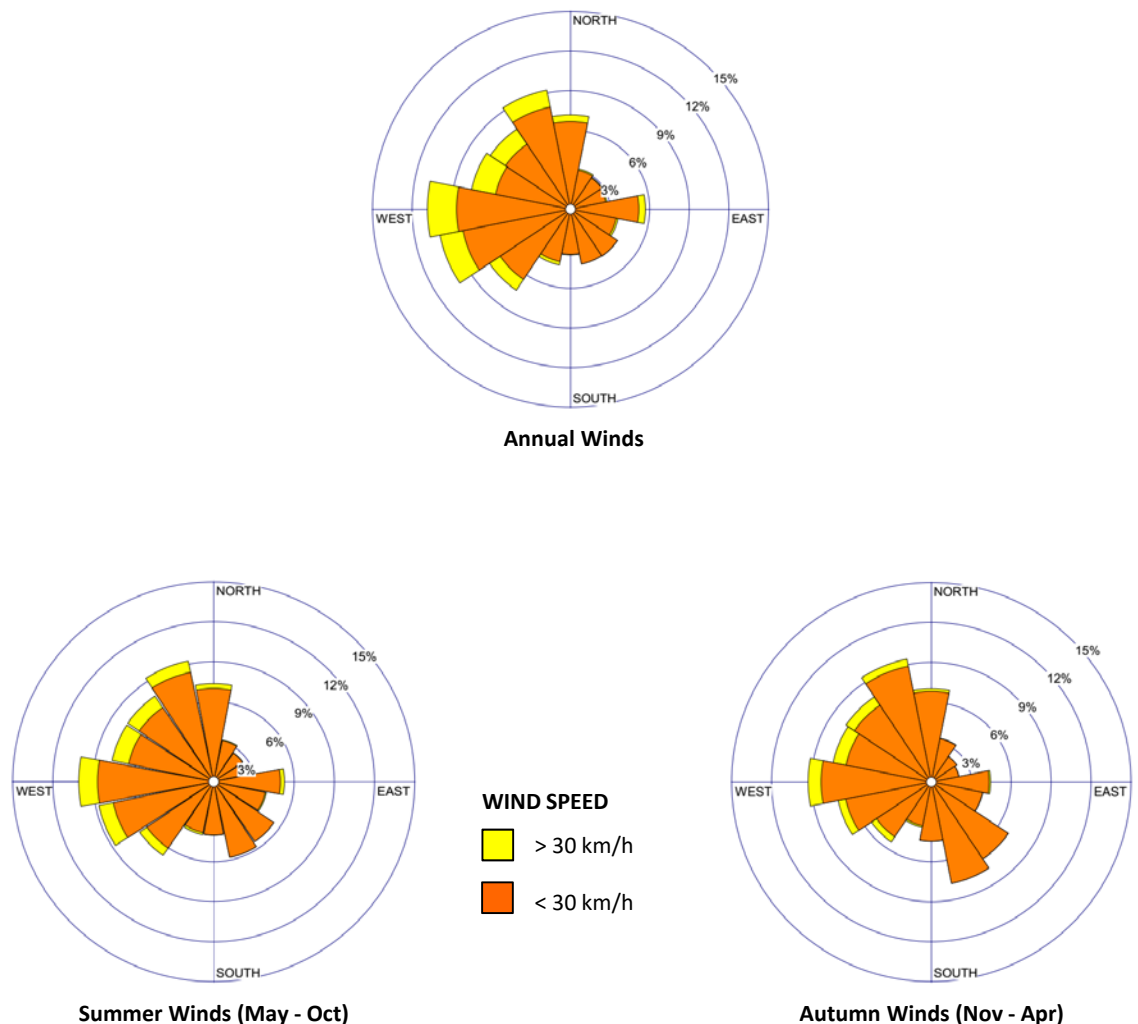 NORTH
15%
12%
9%
6%
3%
WEST
EAST
SOUTH
Annual Winds
NORTH
15%
12%
9%
6%
3%
WEST
EAST
SOUTH
Summer Winds (May - Oct)
WIND SPEED
> 30 km/h
< 30 km/h
NORTH
15%
12%
9%
6%
3%
WEST
EAST
SOUTH
Autumn Winds (Nov - Apr)